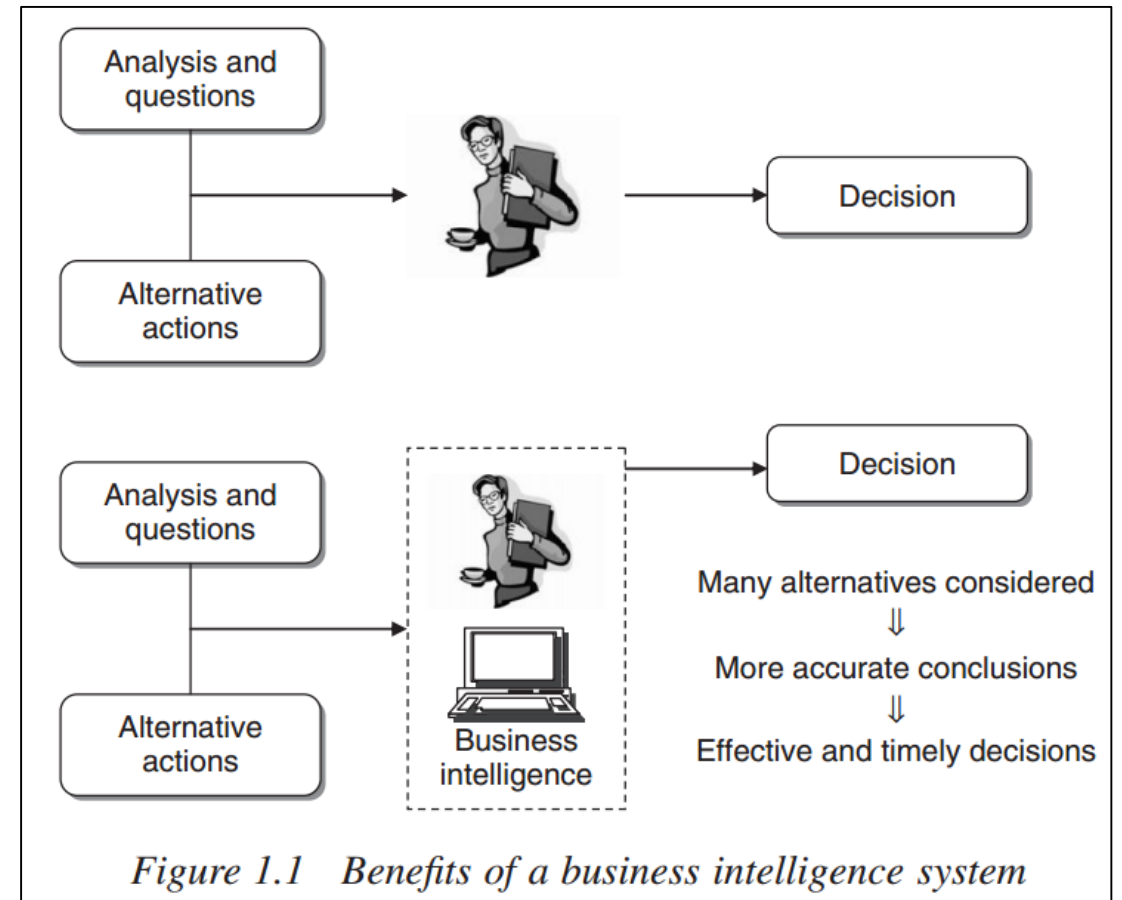 Analysis and
questions
Decision
Alternative
actions
Analysis and
questions
Decision
Many alternatives considered
⇓
More accurate conclusions
⇓
Effective and timely decisions
Alternative
actions
Business
intelligence
Figure 1.1 Benefits of a business intelligence system